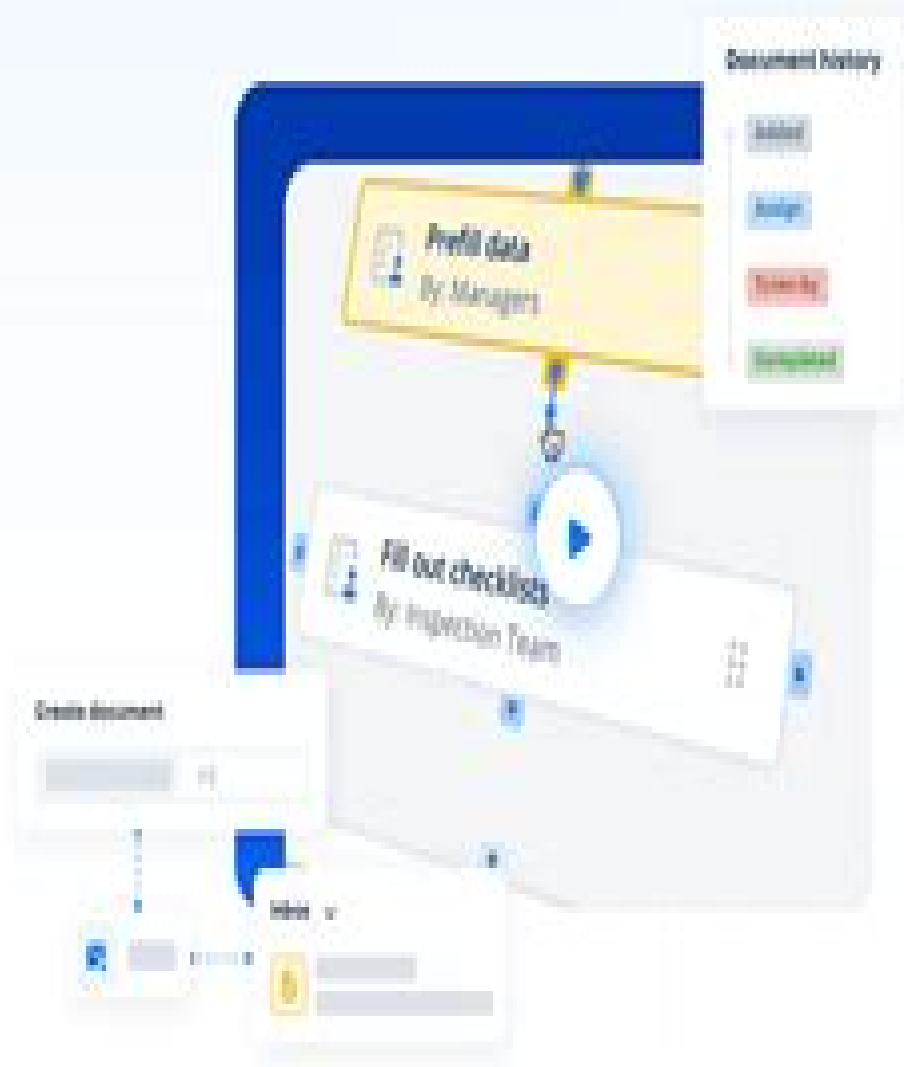 Document history
Added
Assign
Completed
Prefill data
By Managers
Fill out checklists
By Inspection Team
Create document
Inbox